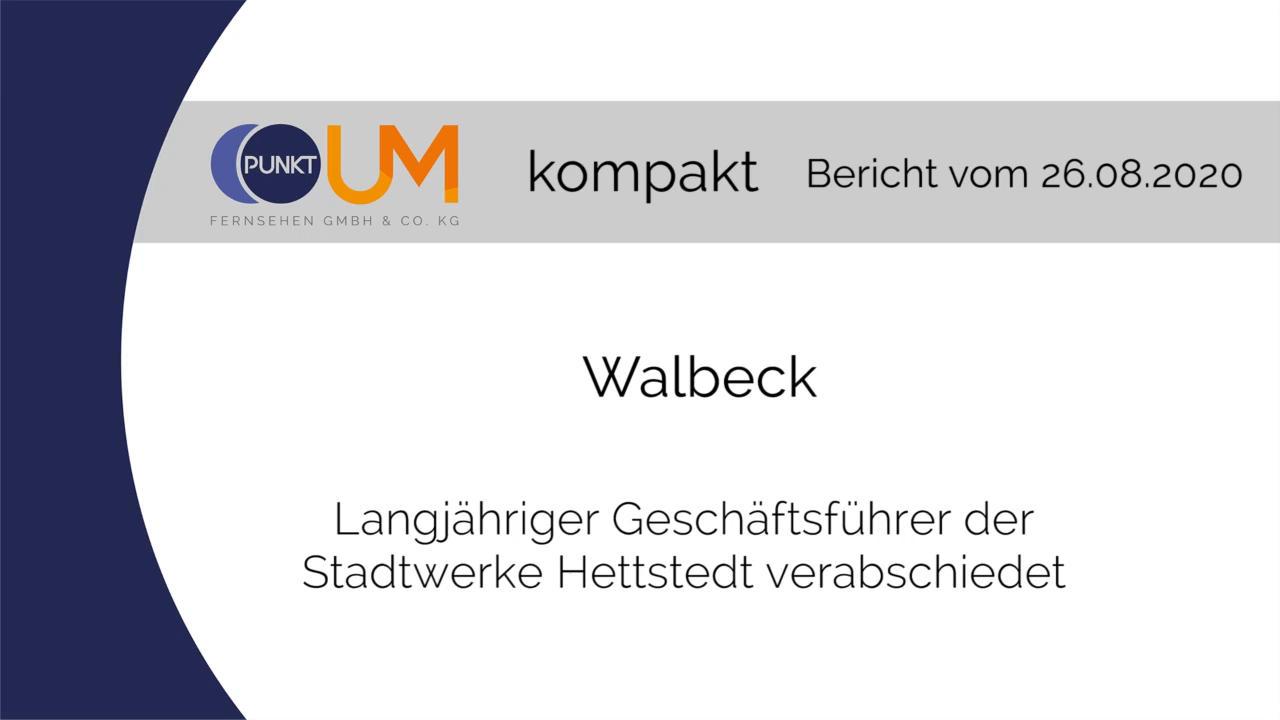 PUNKT UM kompakt Bericht vom 26.08.2020
FERNSEHEN GMBH & CO. KG
Walbeck
Langjähriger Geschäftsführer der
Stadtwerke Hettstedt verabschiedet